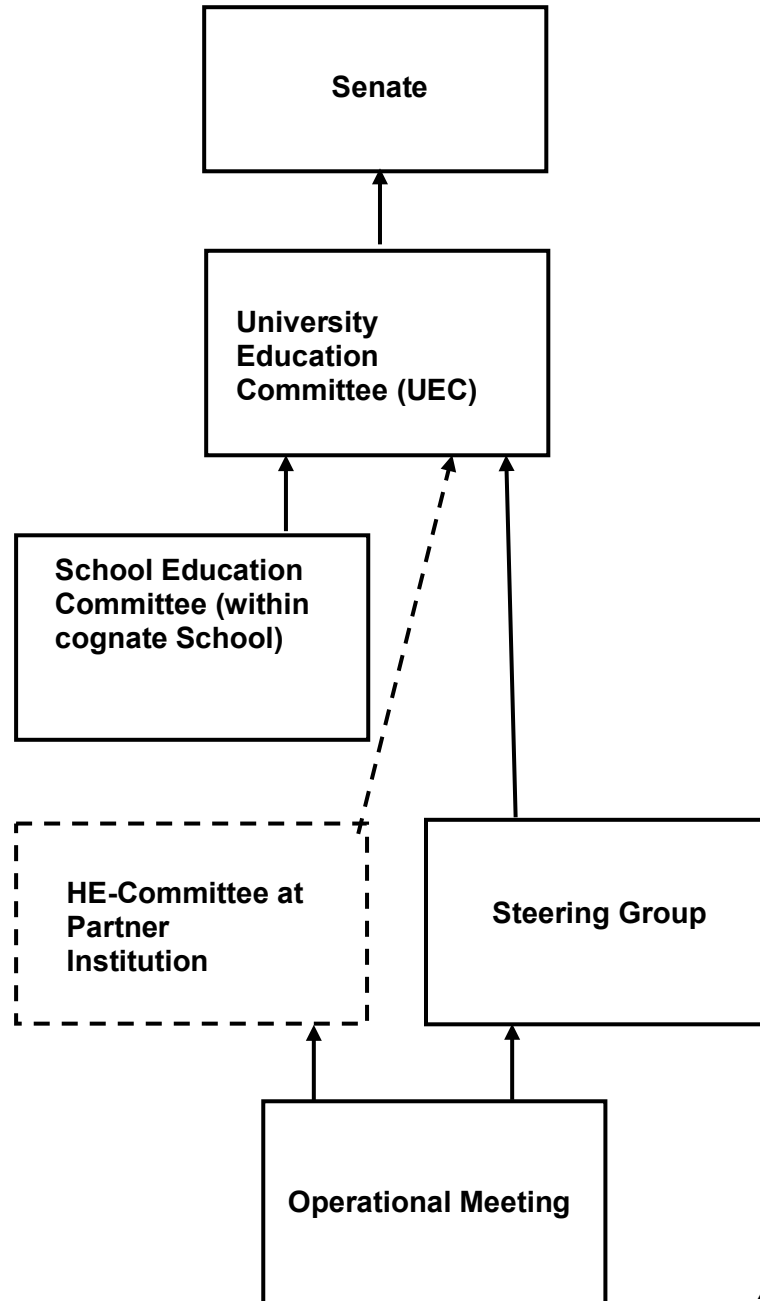 Senate
University
Education
Committee (UEC)
School Education
Committee (within
cognate School)
HE-Committee at
Partner
Institution
Steering Group
Operational Meeting